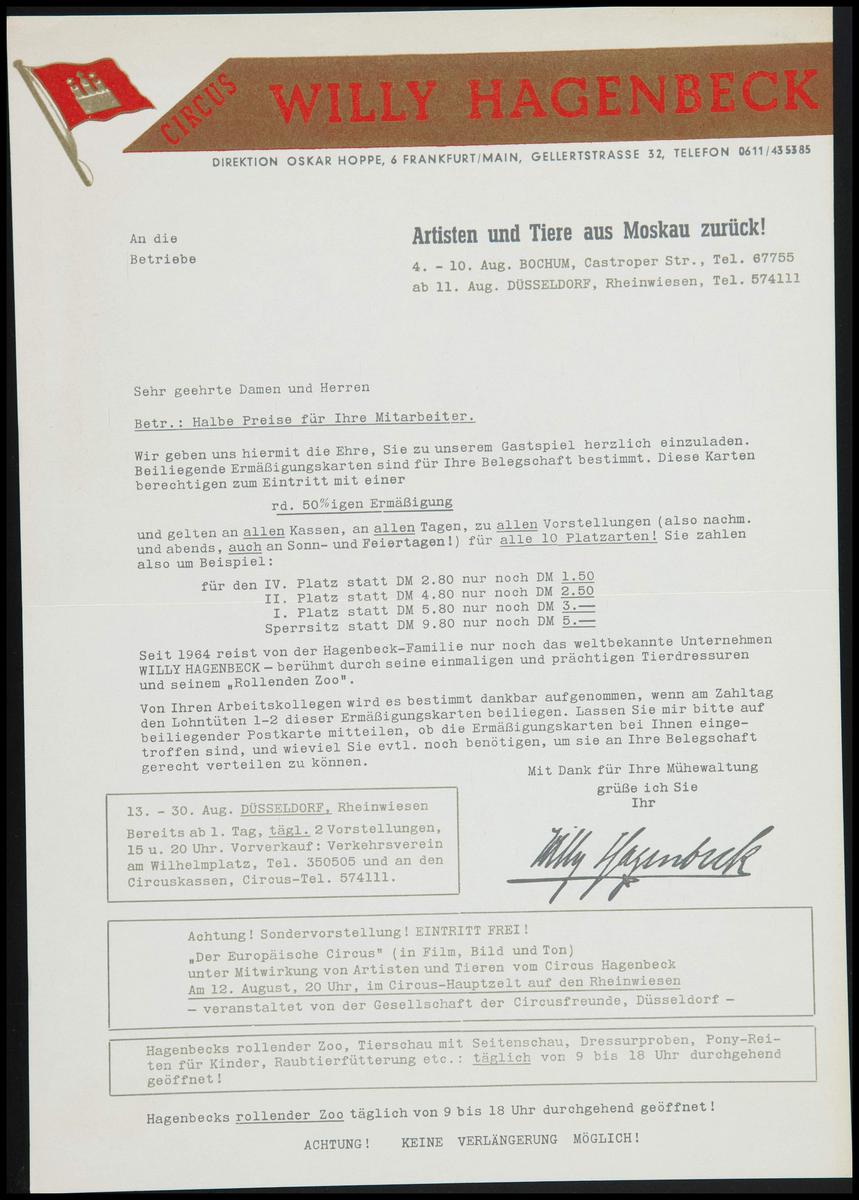 CIRCUS WILLY HAGENBECK
DIREKTION OSKAR HOPPE, 6 FRANKFURT/MAIN, GELLERTSTRASSE 32, TELEFON 0611/435385
An die
Betriebe
Artisten und Tiere aus Moskau zurück!
4. - 10. Aug. BOCHUM, Castroper Str., Tel. 67755
ab 11. Aug. DÜSSELDORF, Rheinwiesen, Tel. 574111
Sehr geehrte Damen und Herren
Betr.: Halbe Preise für Ihre Mitarbeiter.
Wir geben uns hiermit die Ehre, Sie zu unserem Gastspiel herzlich einzuladen.
Beiliegende Ermäßigungskarten sind für Ihre Belegschaft bestimmt. Diese Karten
berechtigen zum Eintritt mit einer
rd. 50%igen Ermäßigung
und gelten an allen Kassen, an allen Tagen, zu allen Vorstellungen (also nachm.
und abends, auch an Sonn- und Feiertagen!) für alle 10 Platzarten! Sie zahlen
also um Beispiel:
für den IV. Platz statt DM 2.80 nur noch DM 1.50
II. Platz statt DM 4.80 nur noch DM 2.50
I. Platz statt DM 5.80 nur noch DM 3.—
Sperrsitz statt DM 9.80 nur noch DM 5.—
Seit 1964 reist von der Hagenbeck-Familie nur noch das weltbekannte Unternehmen
WILLY HAGENBECK – berühmt durch seine einmaligen und prächtigen Tierdressuren
und seinem „Rollenden Zoo".
Von Ihren Arbeitskollegen wird es bestimmt dankbar aufgenommen, wenn am Zahltag
den Lohntüten 1-2 dieser Ermäßigungskarten beiliegen. Lassen Sie mir bitte auf
beiliegender Postkarte mitteilen, ob die Ermäßigungskarten bei Ihnen einge-
troffen sind, und wieviel Sie evtl. noch benötigen, um sie an Ihre Belegschaft
gerecht verteilen zu können.
Mit Dank für Ihre Mühewaltung
grüße ich Sie
Ihr
Willy Hagenbeck
13. - 30. Aug. DÜSSELDORF, Rheinwiesen
Bereits ab 1. Tag, tägl. 2 Vorstellungen,
15 u. 20 Uhr. Vorverkauf: Verkehrsverein
am Wilhelmplatz, Tel. 350505 und an den
Circuskassen, Circus-Tel. 574111.
Achtung! Sondervorstellung! EINTRITT FREI!
„Der Europäische Circus" (in Film, Bild und Ton)
unter Mitwirkung von Artisten und Tieren vom Circus Hagenbeck
Am 12. August, 20 Uhr, im Circus-Hauptzelt auf den Rheinwiesen
– veranstaltet von der Gesellschaft der Circusfreunde, Düsseldorf –
Hagenbecks rollender Zoo, Tierschau mit Seitenschau, Dressurproben, Pony-Rei-
ten für Kinder, Raubtierfütterung etc.: täglich von 9 bis 18 Uhr durchgehend
geöffnet!
Hagenbecks rollender Zoo täglich von 9 bis 18 Uhr durchgehend geöffnet!
ACHTUNG! KEINE VERLÄNGERUNG MÖGLICH!